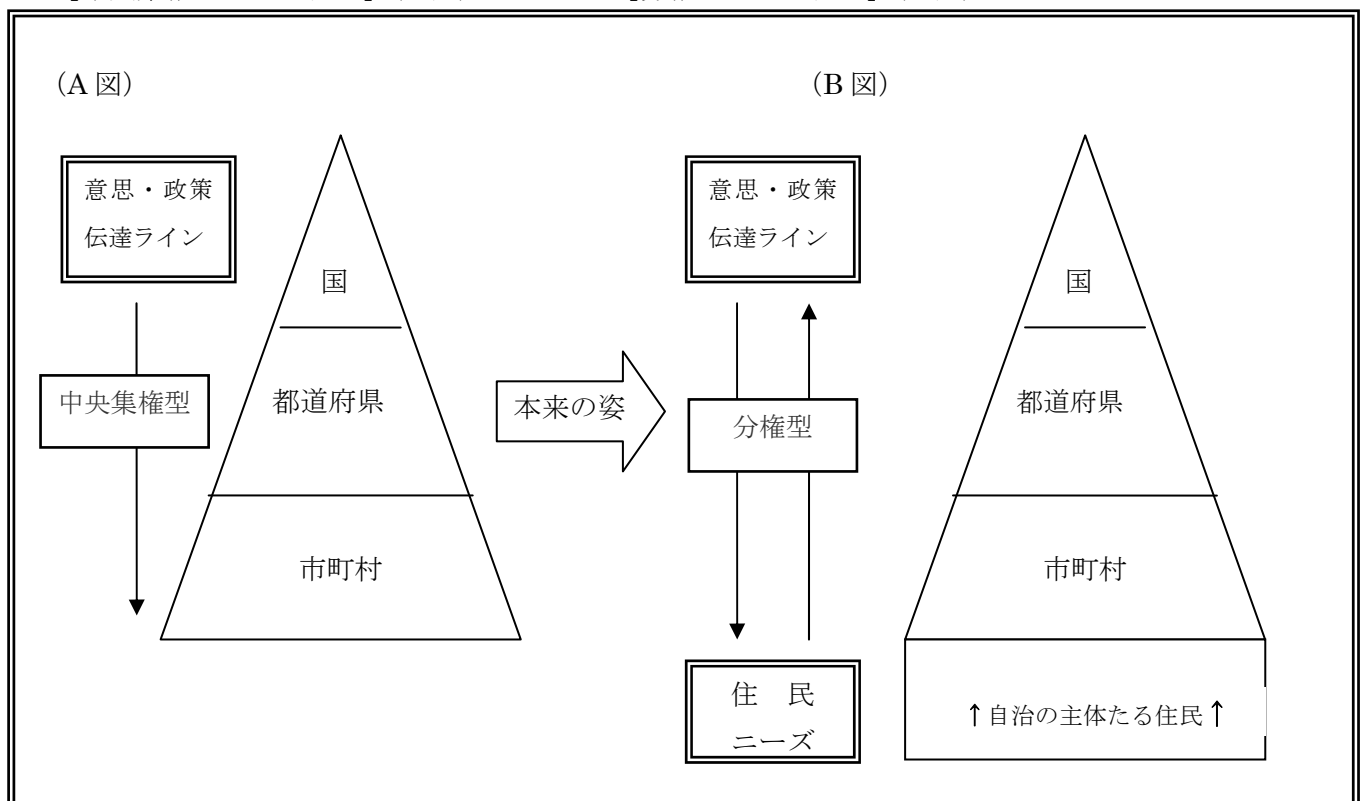 (A 図)
意思・政策
伝達ライン
国
中央集権型
都道府県
市町村
本来の姿
(B 図)
意思・政策
伝達ライン
国
分権型
都道府県
市町村
住 民
ニーズ
↑自治の主体たる住民↑